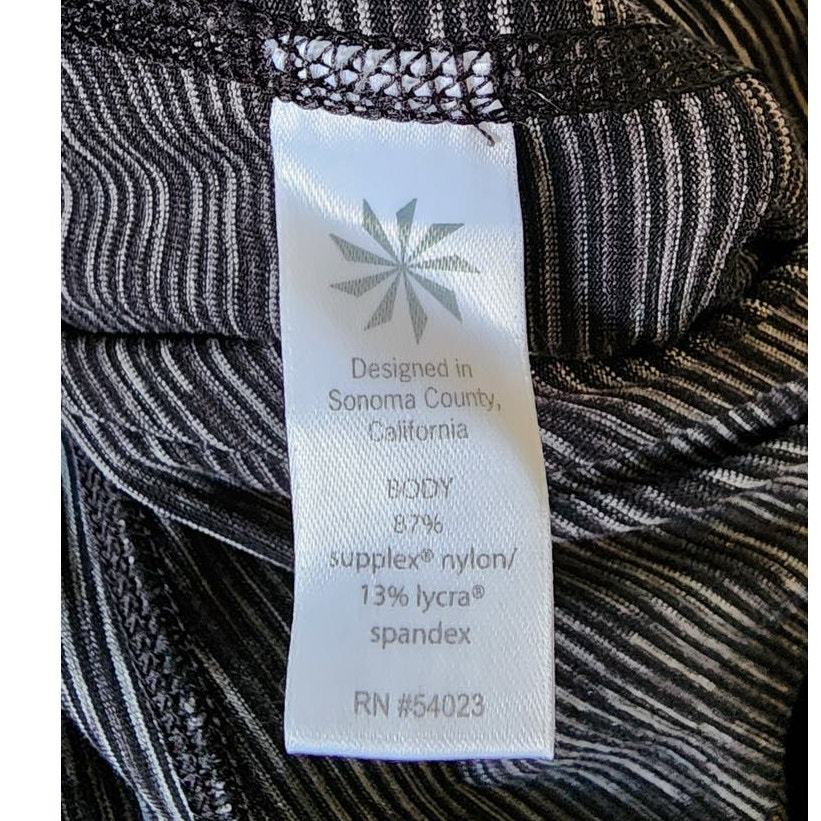 Designed in
Sonoma County,
California
BODY
87%
supplex® nylon/
13% lycra®
spandex
RN #54023